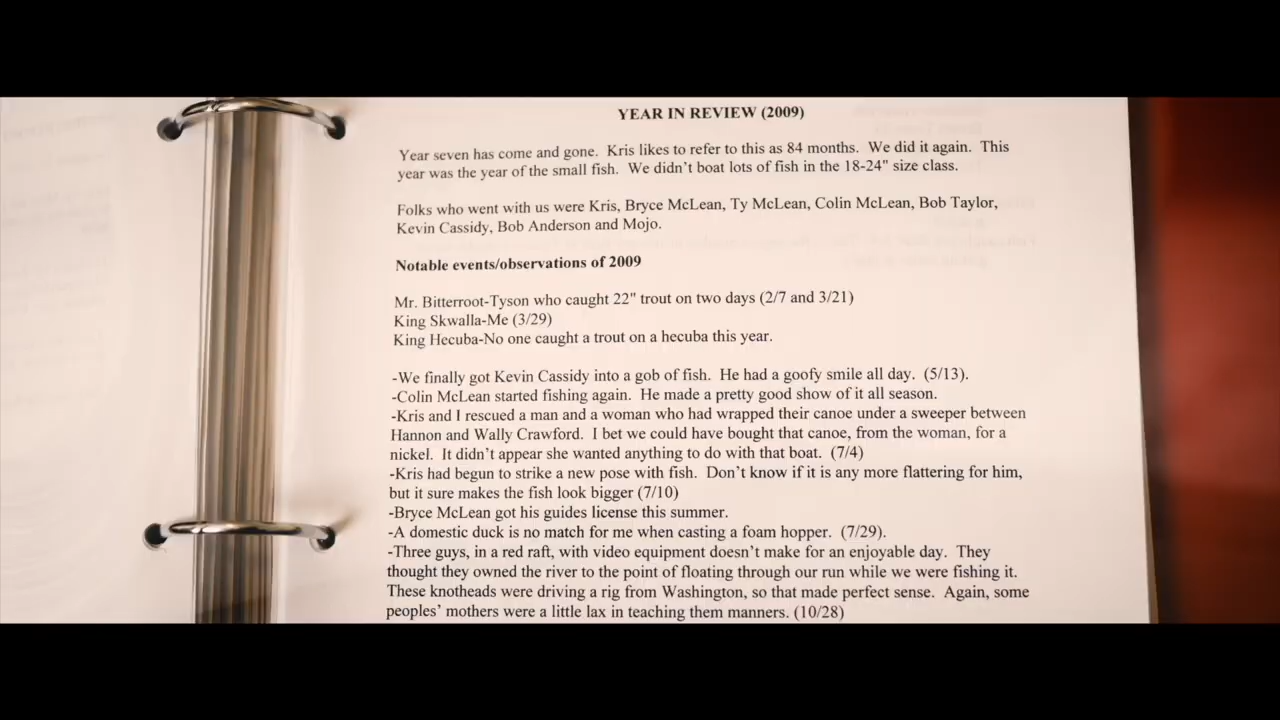 YEAR IN REVIEW (2009)
Year seven has come and gone. Kris likes to refer to this as 84 months. We did it again. This
year was the year of the small fish. We didn't boat lots of fish in the 18-24" size class.
Folks who went with us were Kris, Bryce McLean, Ty McLean, Colin McLean, Bob Taylor,
Kevin Cassidy, Bob Anderson and Mojo.
Notable events/observations of 2009
Mr. Bitterroot-Tyson who caught 22" trout on two days (2/7 and 3/21)
King Skwalla-Me (3/29)
King Hecuba-No one caught a trout on a hecuba this year.
-We finally got Kevin Cassidy into a gob of fish. He had a goofy smile all day. (5/13).
-Colin McLean started fishing again. He made a pretty good show of it all season.
-Kris and I rescued a man and a woman who had wrapped their canoe under a sweeper between
Hannon and Wally Crawford. I bet we could have bought that canoe, from the woman, for a
nickel. It didn't appear she wanted anything to do with that boat. (7/4)
-Kris had begun to strike a new pose with fish. Don't know if it is any more flattering for him,
but it sure makes the fish look bigger (7/10)
-Bryce McLean got his guides license this summer.
-A domestic duck is no match for me when casting a foam hopper. (7/29).
-Three guys, in a red raft, with video equipment doesn't make for an enjoyable day. They
thought they owned the river to the point of floating through our run while we were fishing it.
These knotheads were driving a rig from Washington, so that made perfect sense. Again, some
peoples' mothers were a little lax in teaching them manners. (10/28)